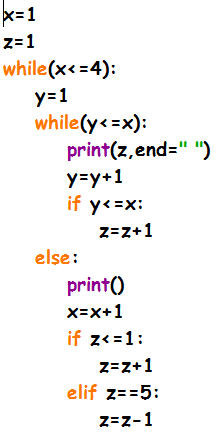 x=1
z=1
while(x<=4):
    y=1
    while(y<=x):
        print(z,end=" ")
        y=y+1
        if y<=x:
            z=z+1
    else:
        print()
        x=x+1
        if z<=1:
            z=z+1
        elif z==5:
            z=z-1